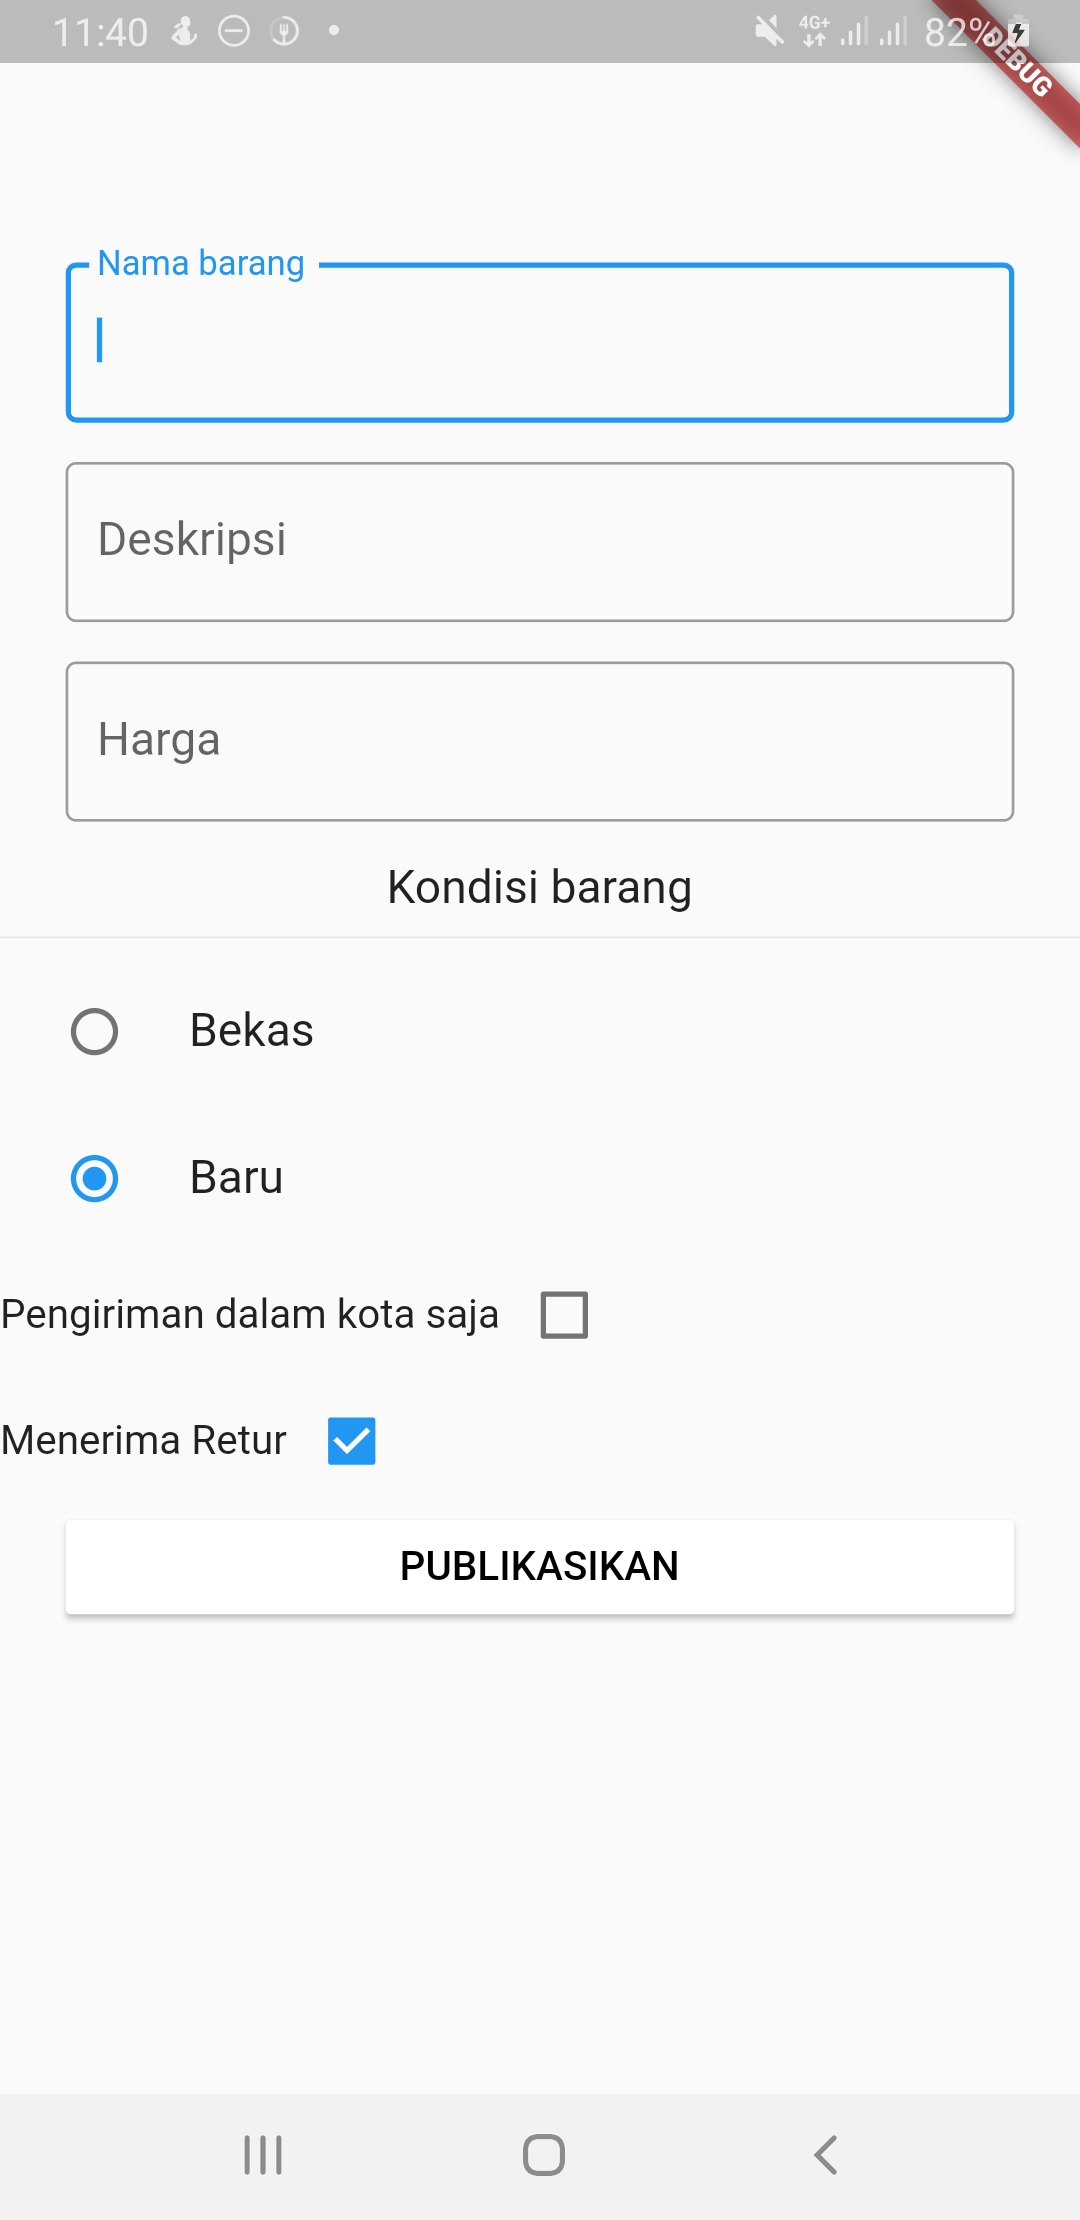 11:40
4G+
82%
DEBUG
Nama barang
Deskripsi
Harga
Kondisi barang
Bekas
Baru
Pengiriman dalam kota saja
Menerima Retur
PUBLIKASIKAN